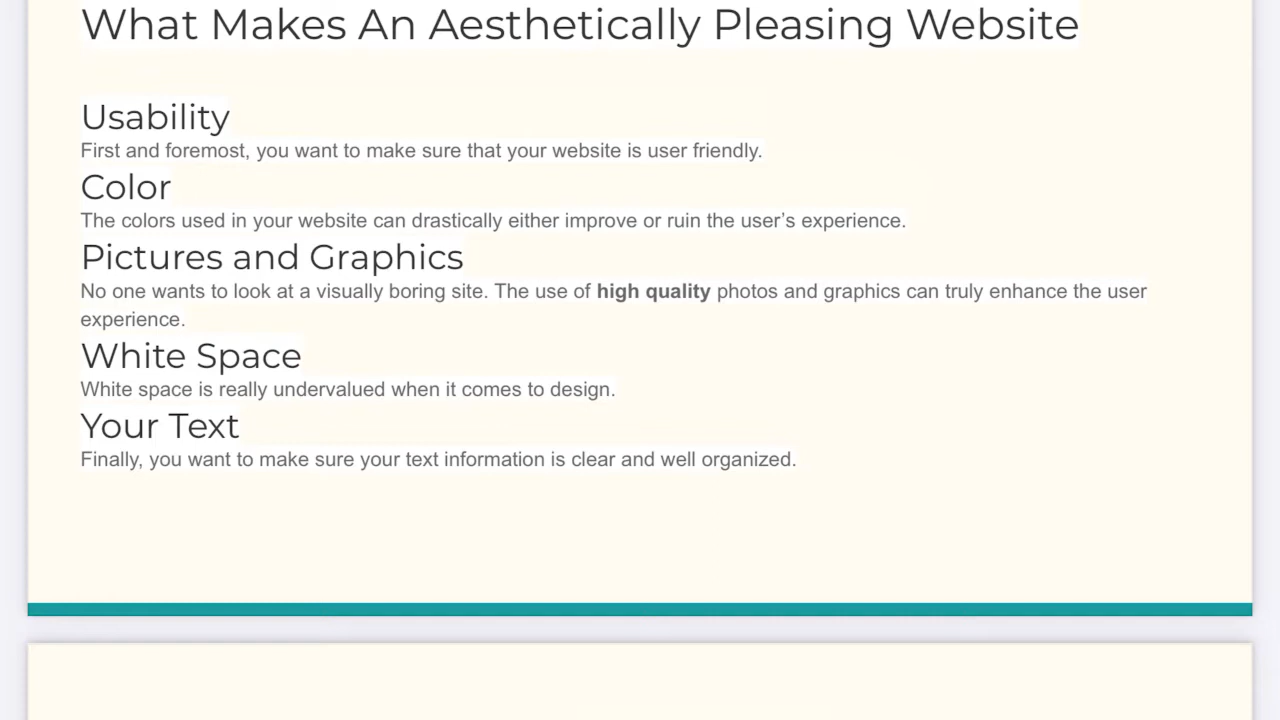 What Makes An Aesthetically Pleasing Website
Usability
First and foremost, you want to make sure that your website is user friendly.
Color
The colors used in your website can drastically either improve or ruin the user’s experience.
Pictures and Graphics
No one wants to look at a visually boring site. The use of high quality photos and graphics can truly enhance the user
experience.
White Space
White space is really undervalued when it comes to design.
Your Text
Finally, you want to make sure your text information is clear and well organized.